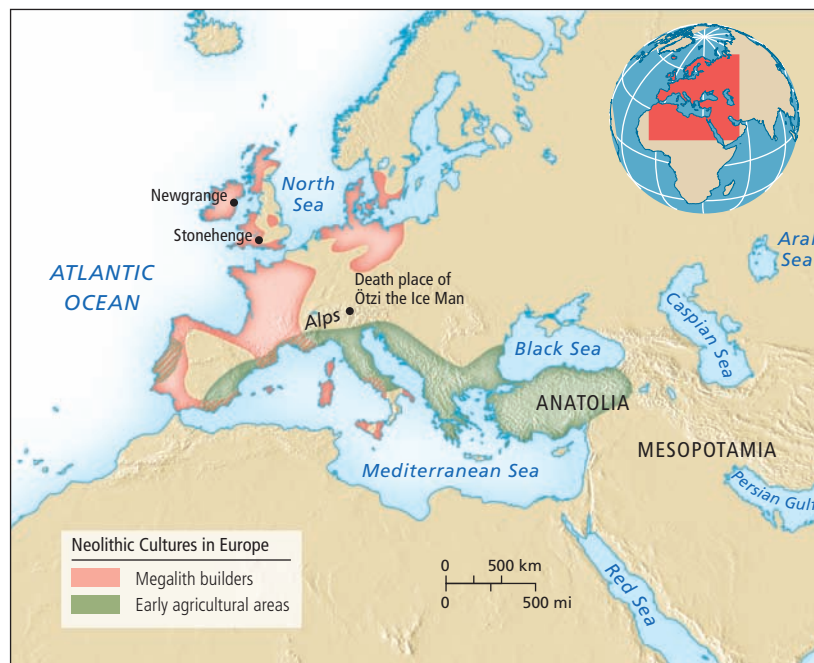 Newgrange
North
Sea
Stonehenge
ATLANTIC
OCEAN
Death place of
Ötzi the Ice Man
Alps
Aral
Sea
Caspian Sea
Black Sea
ANATOLIA
MESOPOTAMIA
Mediterranean Sea
Persian Gulf
Red Sea
Neolithic Cultures in Europe
Megalith builders
Early agricultural areas
0 500 km
0 500 mi